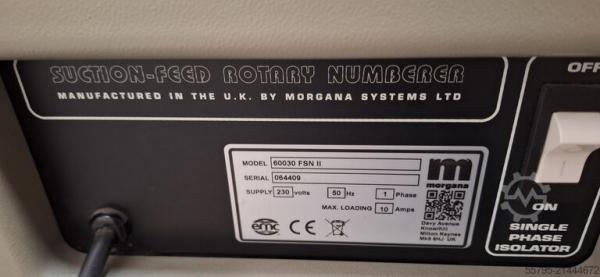 SUCTION-FEED ROTARY NUMBERER
MANUFACTURED IN THE U.K. BY MORGANA SYSTEMS LTD
OFF
MODEL 60030 FSN II
SERIAL 064409
SUPPLY 230 volts 50 Hz 1 Phase
MAX. LOADING 10 Amps
m
morgana
Davy Avenue
Knowlhill
Milton Keynes
MK5 8HJ UK
emc CE
ON
SINGLE
PHASE
ISOLATOR
55795-21444672